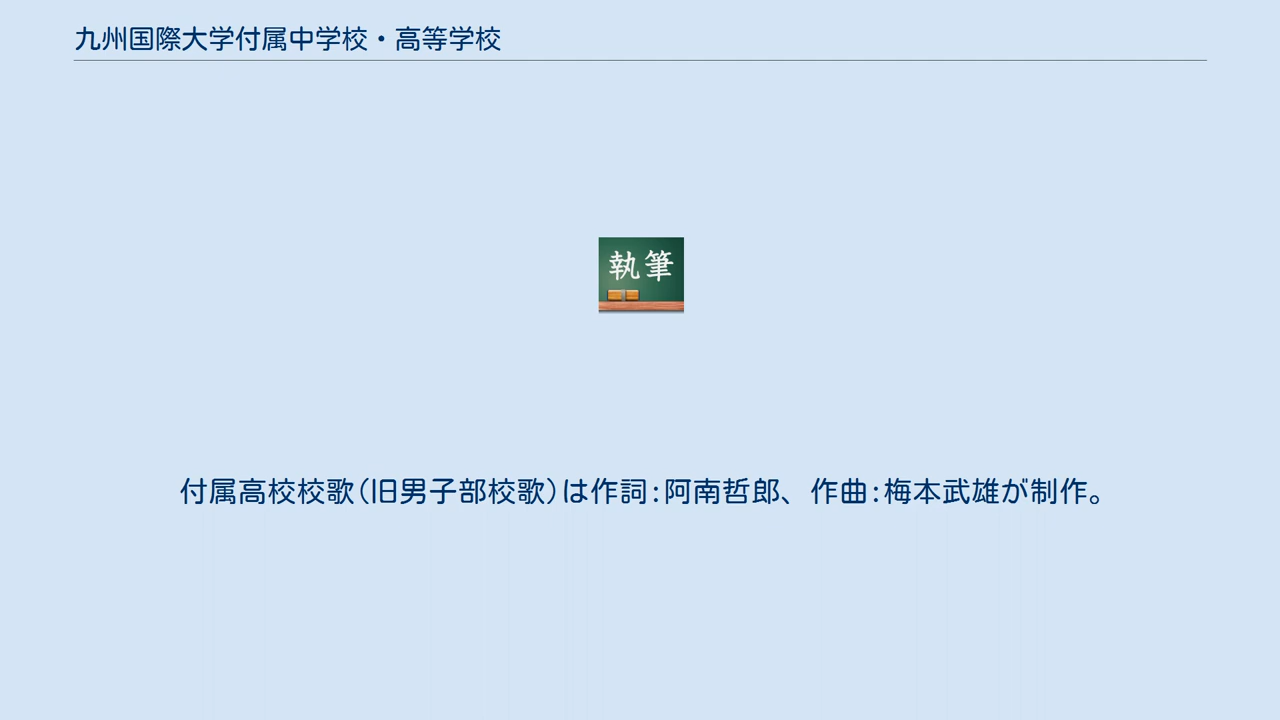 九州国際大学付属中学校・高等学校
執筆
付属高校校歌(旧男子部校歌)は作詞:阿南哲郎、作曲:梅本武雄が制作。